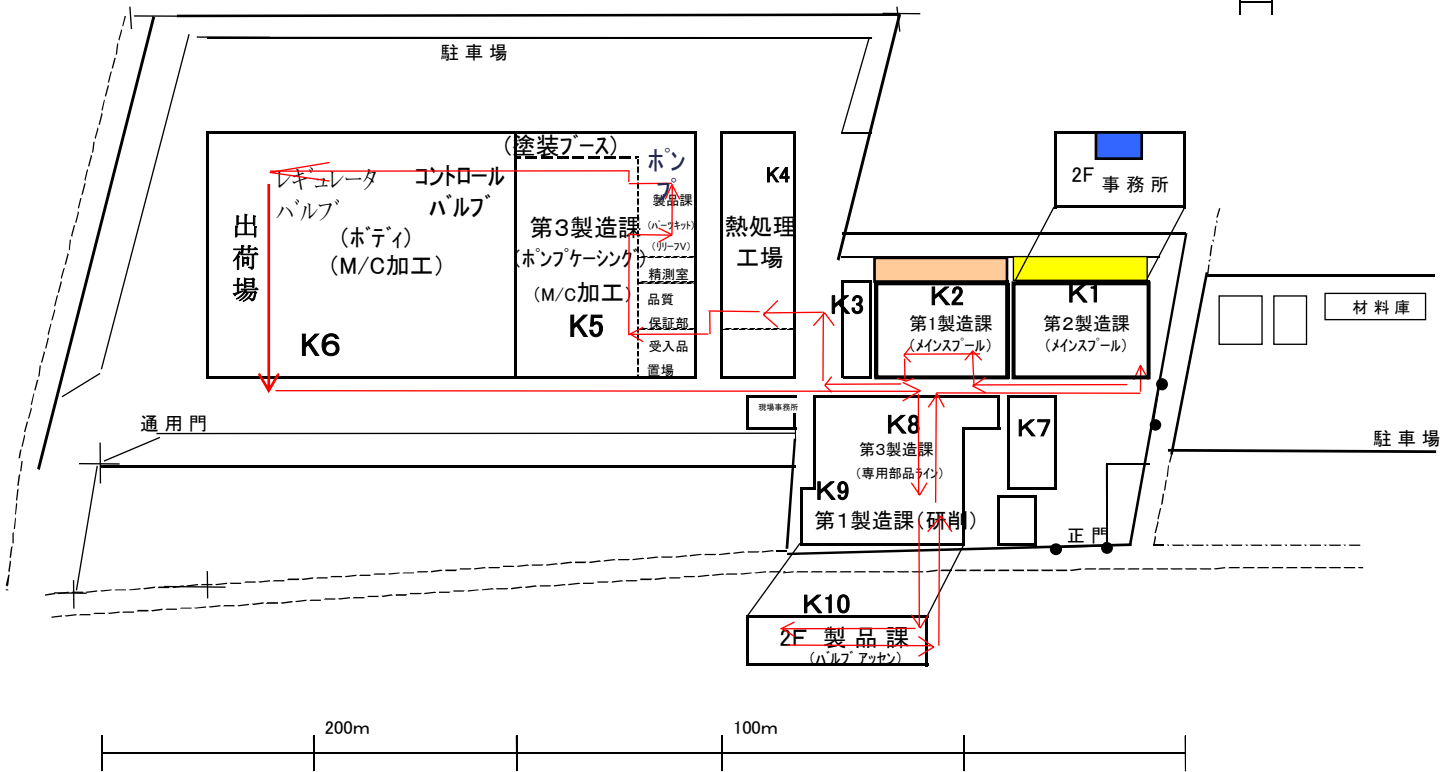 駐車場
(塗装ブース)
ポン
プ
製品課
(パーツキット)
(リリーフV)
精測室
品質
保証部
受入品
置場
レギュレータ
バルブ
コントロール
バルブ
出荷場
(ボディ)
(M/C加工)
K6
第3製造課
(ポンプケーシング)
(M/C加工)
K5
K4
熱処理
工場
2F 事務所
K3
K2
第1製造課
(メインスプール)
K1
第2製造課
(メインスプール)
材料庫
駐車場
通用門
現場事務所
K8
第3製造課
(専用部品ライン)
K7
K9
第1製造課(研削)
正門
K10
2F 製品課
(バルブアッセン)
200m
100m